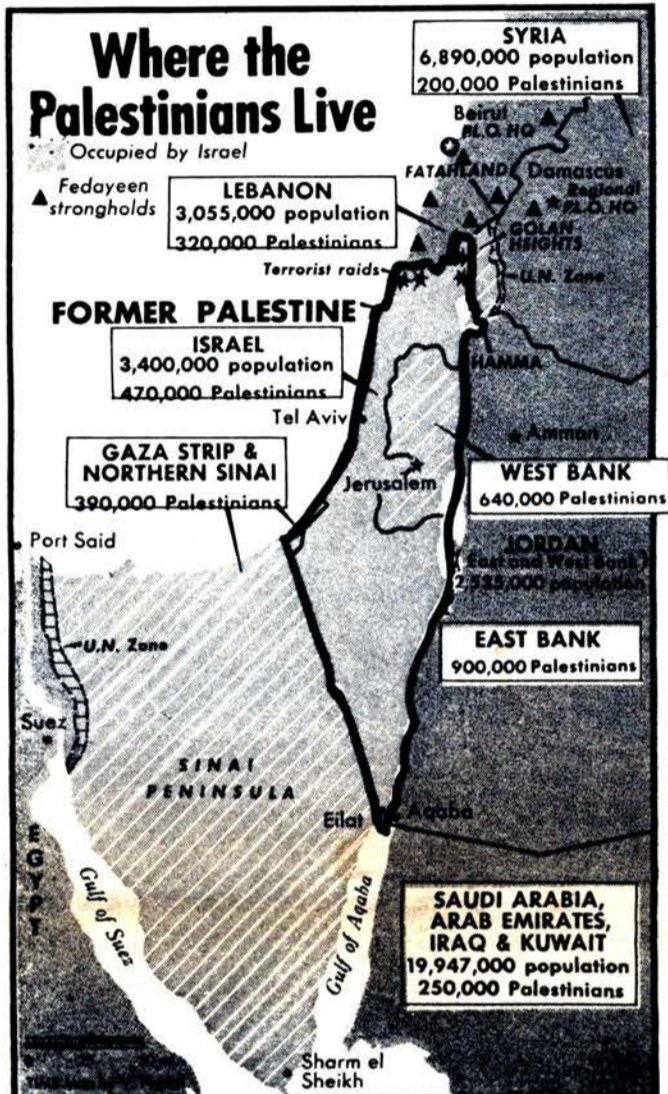 Where the
Palestinians Live
Occupied by Israel
Fedayeen
strongholds
SYRIA
6,890,000 population
200,000 Palestinians
Beirut
P.L.O. HQ
FATAHLAND
Damascus
Regional
P.L.O. HQ
GOLAN
HEIGHTS
U.N. Zone
LEBANON
3,055,000 population
320,000 Palestinians
Terrorist raids
FORMER PALESTINE
ISRAEL
3,400,000 population
470,000 Palestinians
HAMMA
Tel Aviv
Amman
GAZA STRIP &
NORTHERN SINAI
390,000 Palestinians
Jerusalem
WEST BANK
640,000 Palestinians
Port Said
JORDAN
(East and West Bank)
2,535,000 population
U.N. Zone
EAST BANK
900,000 Palestinians
Suez
SINAI
PENINSULA
Eilat
Aqaba
EGYPT
Gulf of Suez
Gulf of Aqaba
SAUDI ARABIA,
ARAB EMIRATES,
IRAQ & KUWAIT
19,947,000 population
250,000 Palestinians
Sharm el
Sheikh